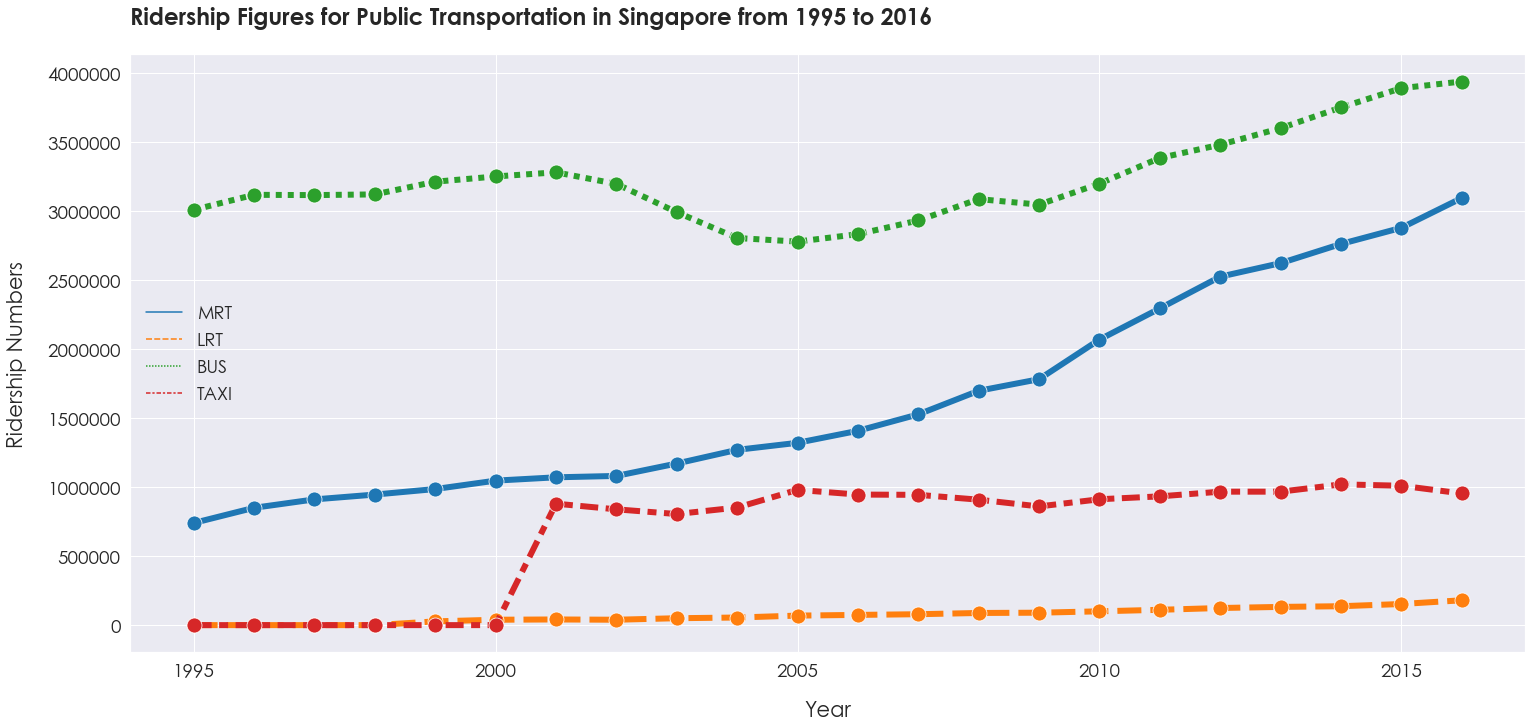 Ridership Figures for Public Transportation in Singapore from 1995 to 2016
4000000
3500000
3000000
2500000
2000000
1500000
1000000
500000
0
Ridership Numbers
MRT
LRT
BUS
TAXI
1995
2000
2005
2010
2015
Year